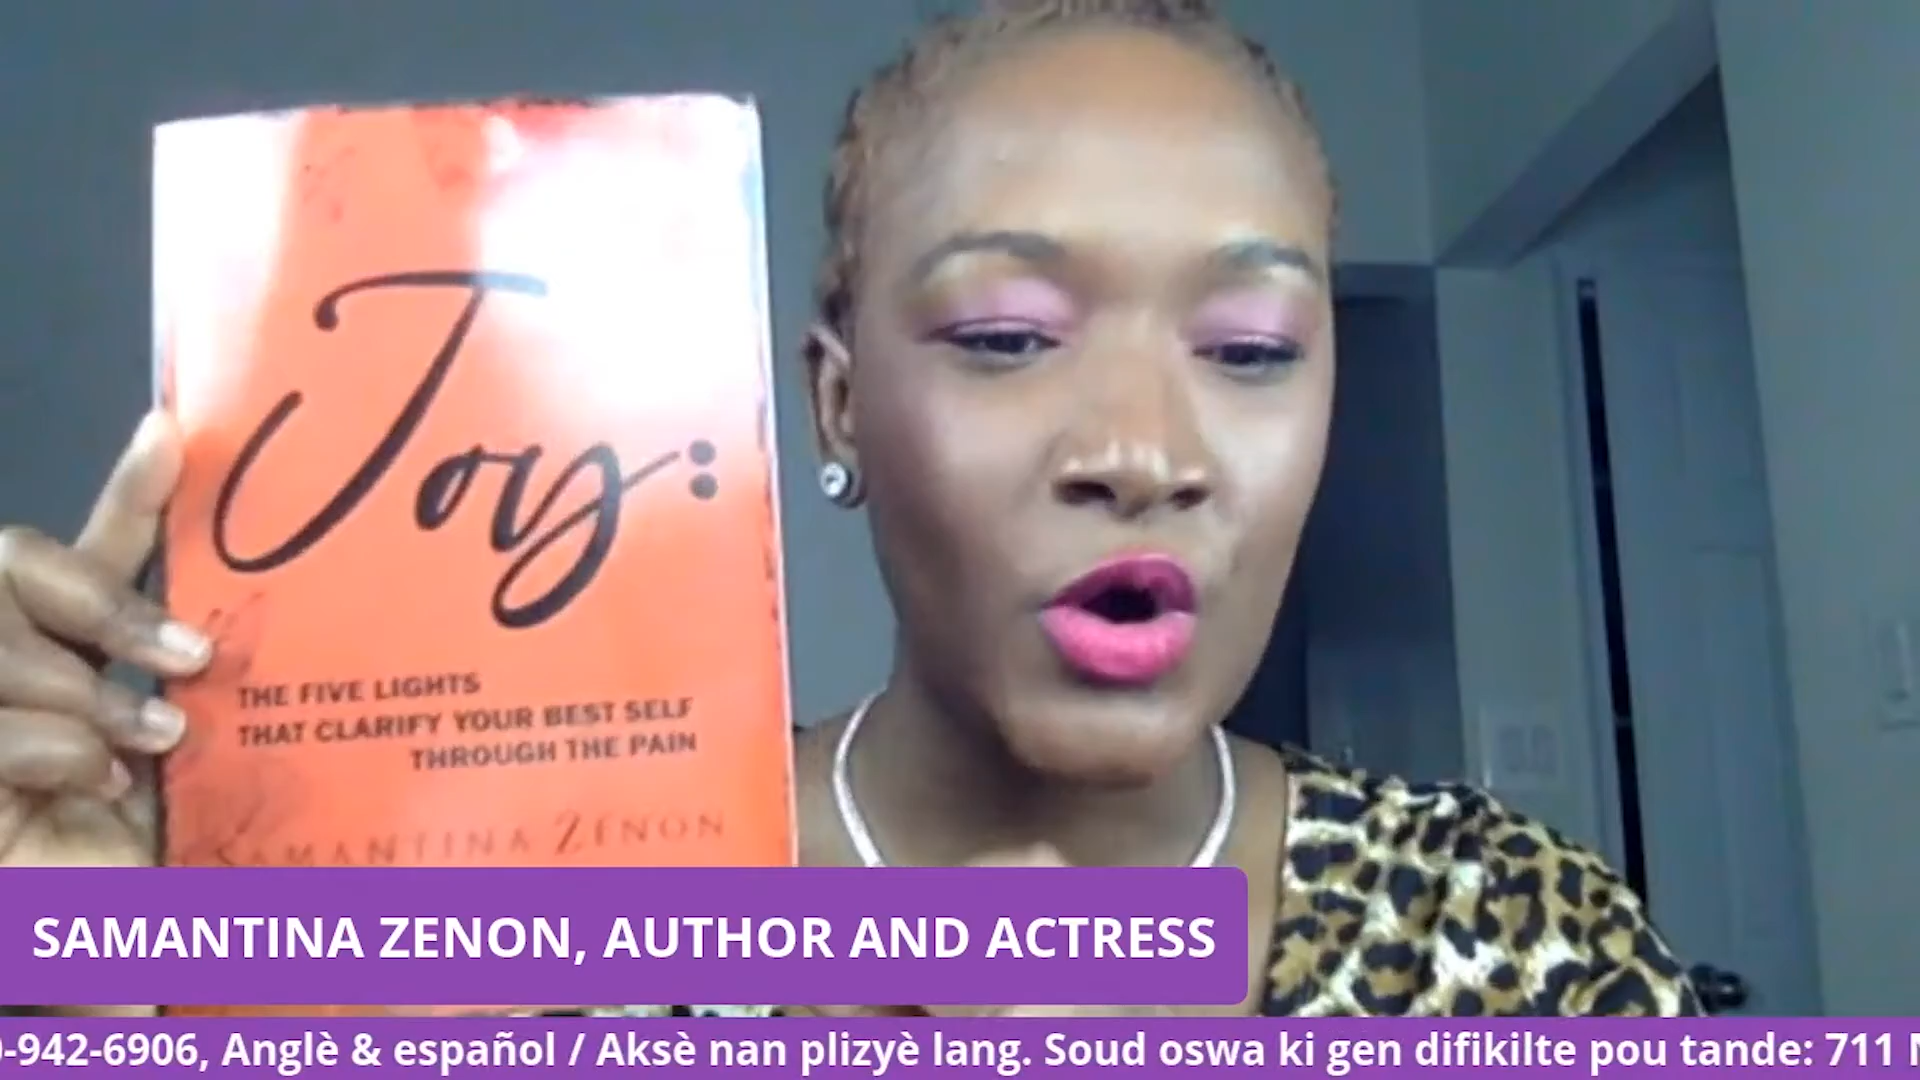 Joy:
THE FIVE LIGHTS
THAT CLARIFY YOUR BEST SELF
THROUGH THE PAIN
SAMANTINA ZENON
SAMANTINA ZENON, AUTHOR AND ACTRESS
-942-6906, Anglè & español / Aksè nan plizyè lang. Soud oswa ki gen difikilte pou tande: 711